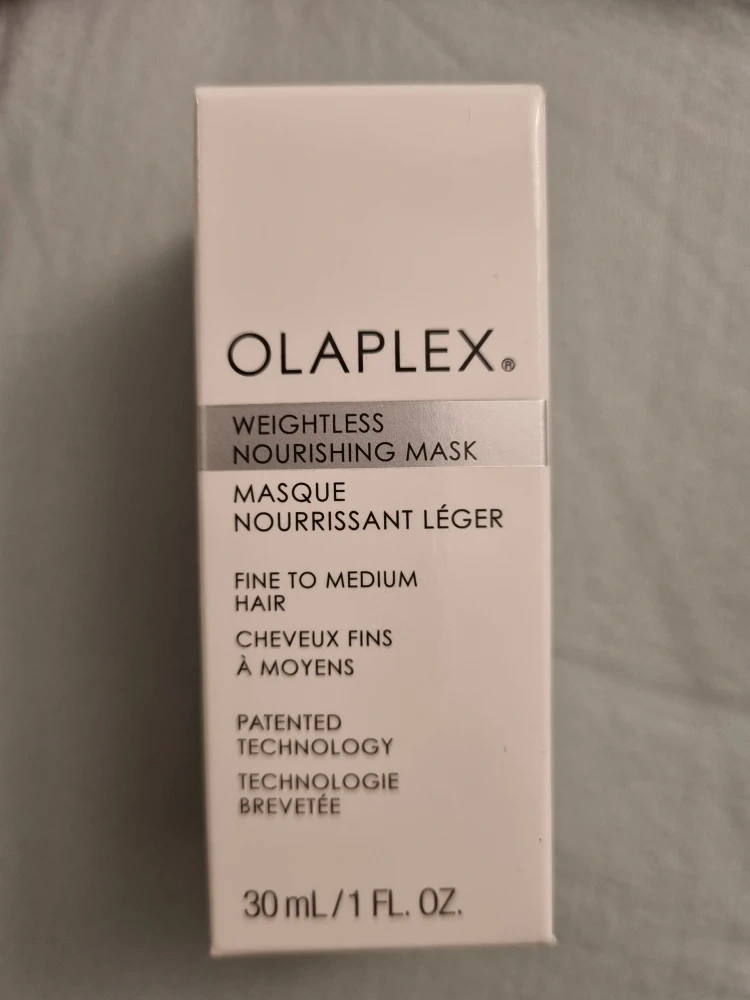 OLAPLEX®
WEIGHTLESS
NOURISHING MASK
MASQUE
NOURRISSANT LÉGER
FINE TO MEDIUM
HAIR
CHEVEUX FINS
À MOYENS
PATENTED
TECHNOLOGY
TECHNOLOGIE
BREVETÉE
30 mL/1 FL. OZ.